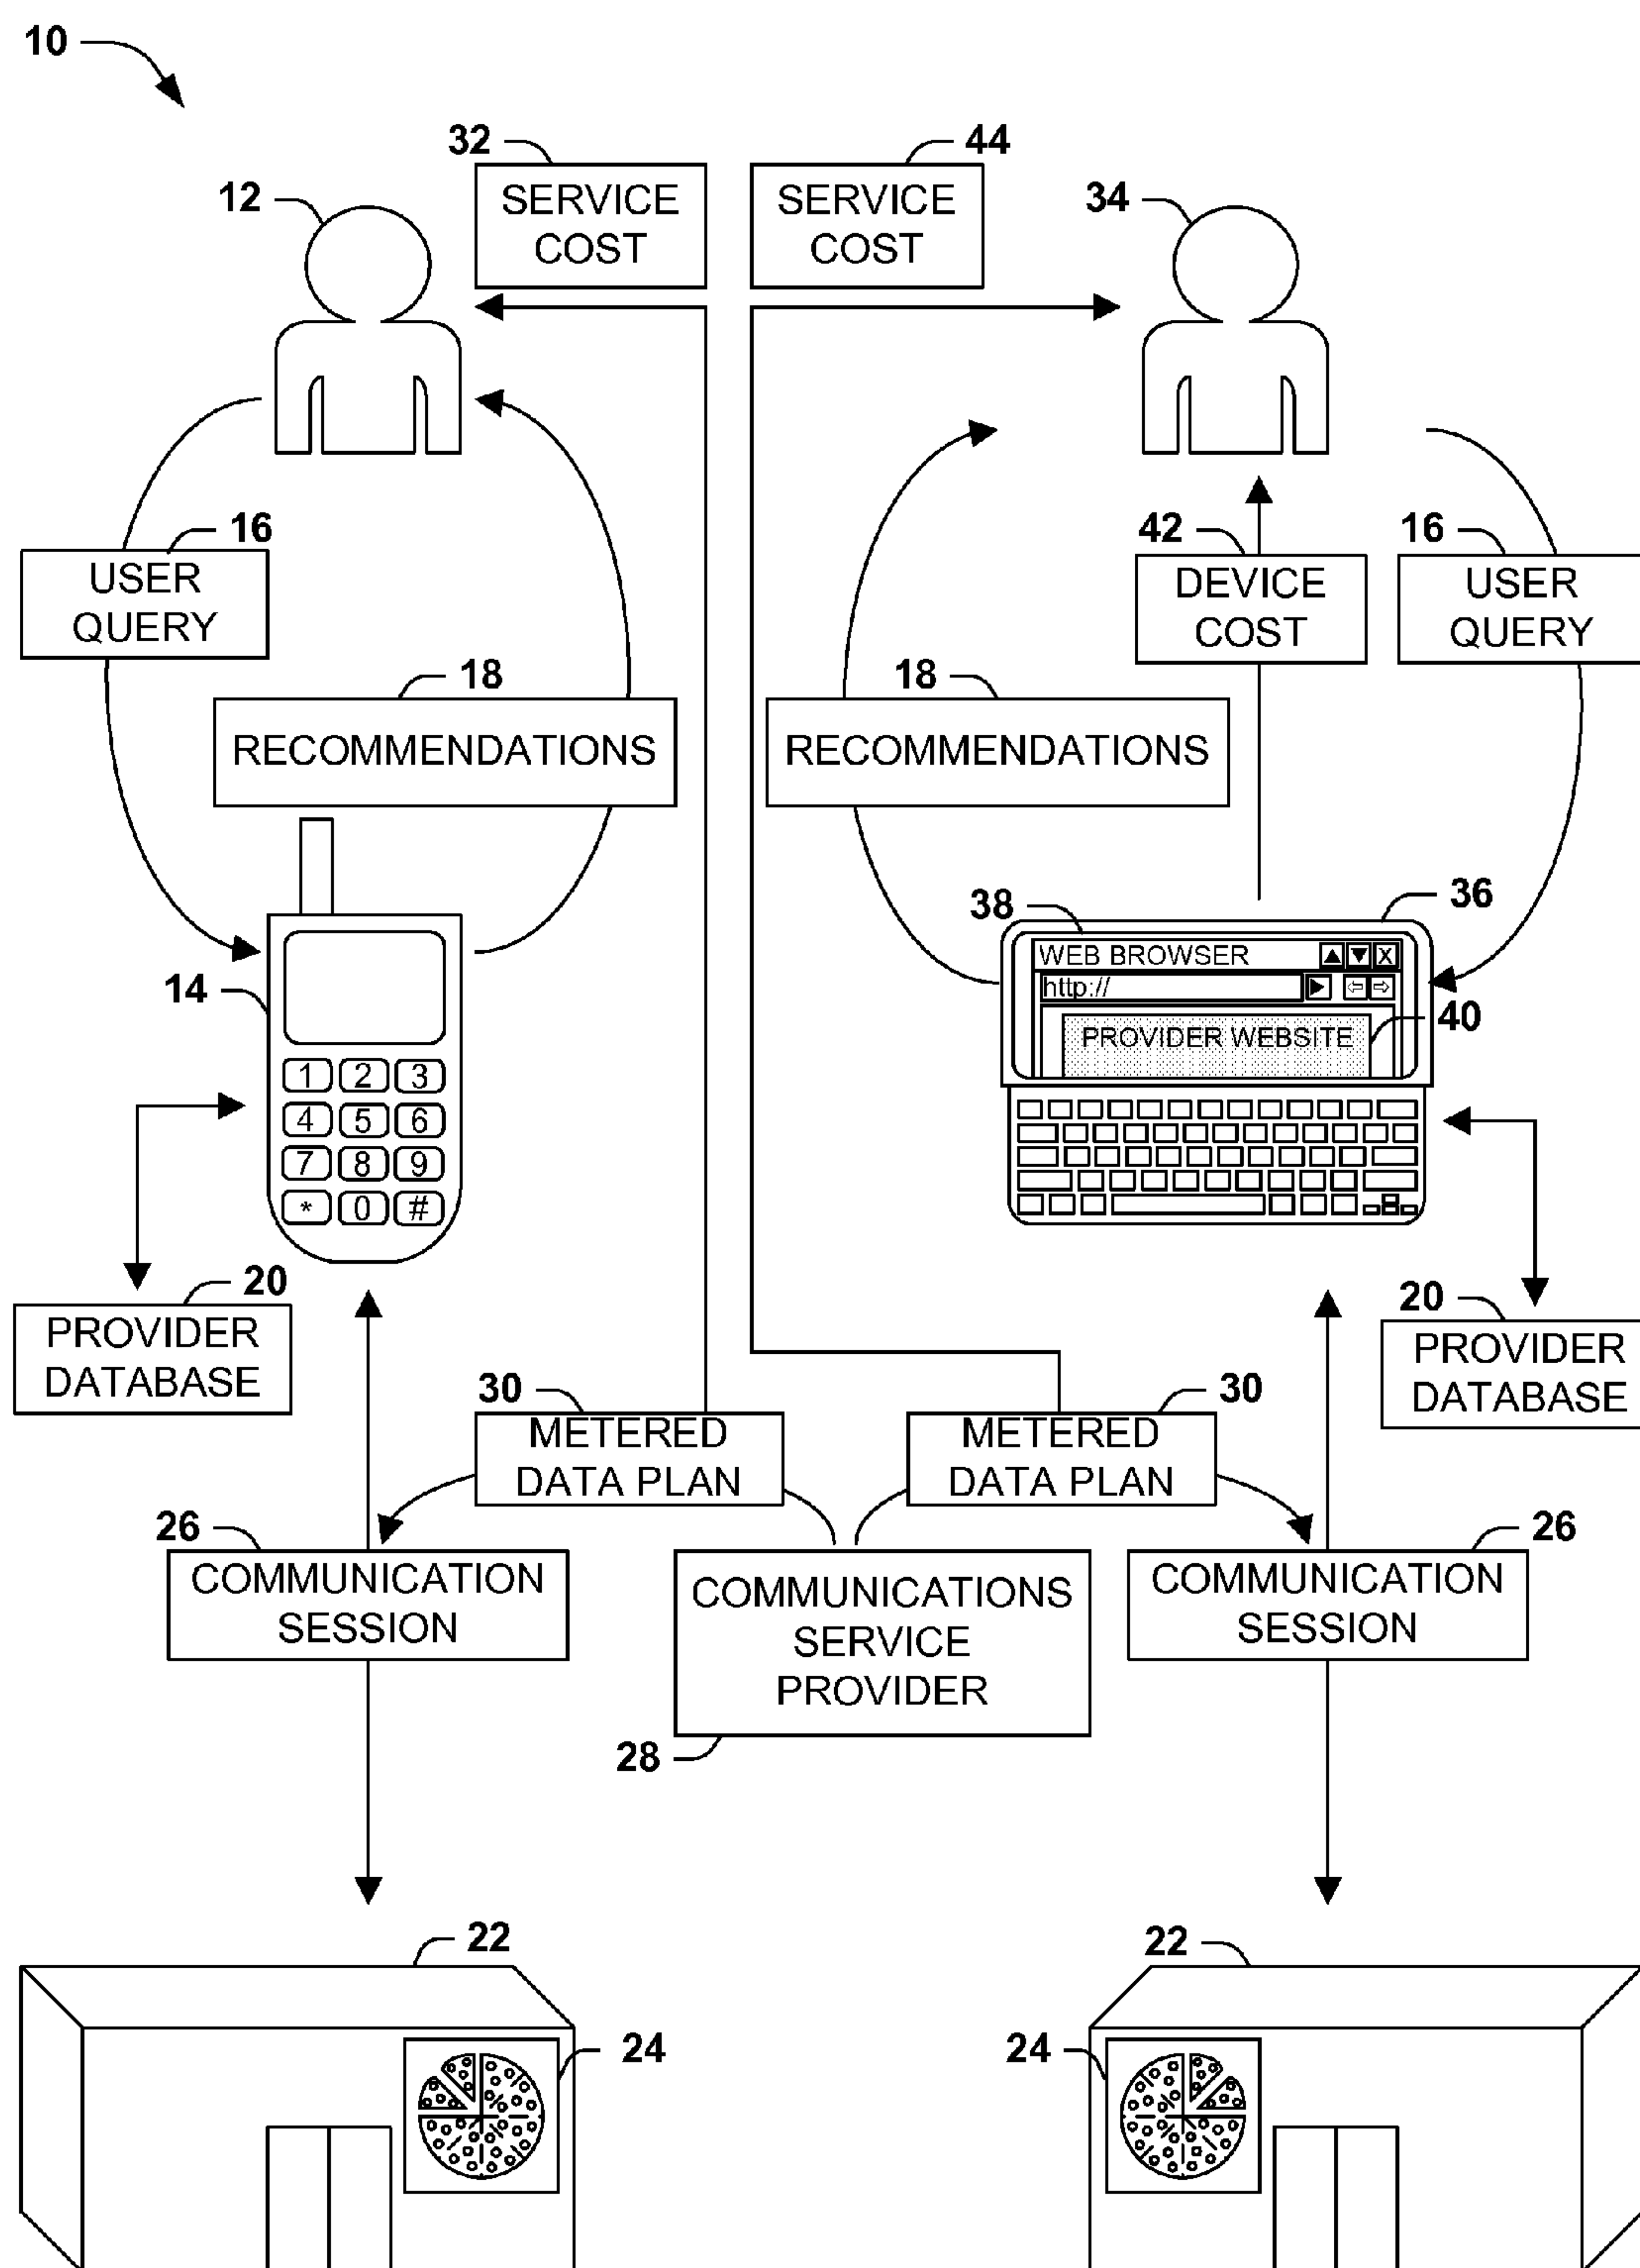 10
32
44
12
SERVICE
COST
SERVICE
COST
34
16
USER
QUERY
42
DEVICE
COST
16
USER
QUERY
18
RECOMMENDATIONS
18
RECOMMENDATIONS
14
1 2 3
4 5 6
7 8 9
* 0 #
38
36
WEB BROWSER X
http://
40
PROVIDER WEBSITE
20
PROVIDER
DATABASE
20
PROVIDER
DATABASE
30
METERED
DATA PLAN
30
METERED
DATA PLAN
26
COMMUNICATION
SESSION
COMMUNICATIONS
SERVICE
PROVIDER
28
26
COMMUNICATION
SESSION
22
22
24
24